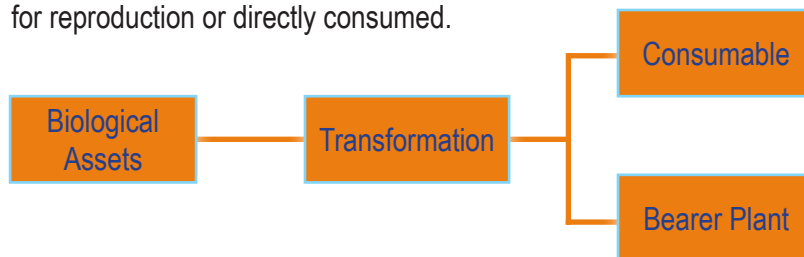 for reproduction or directly consumed.
Consumable
Biological
Assets
Transformation
Bearer Plant